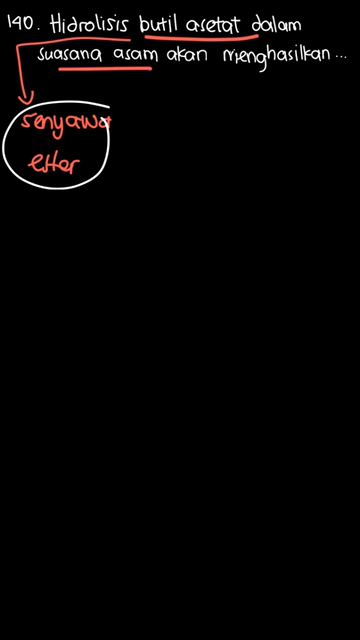 140. Hidrolisis butil asetat dalam
suasana asam akan menghasilkan ...
senyawa
ester